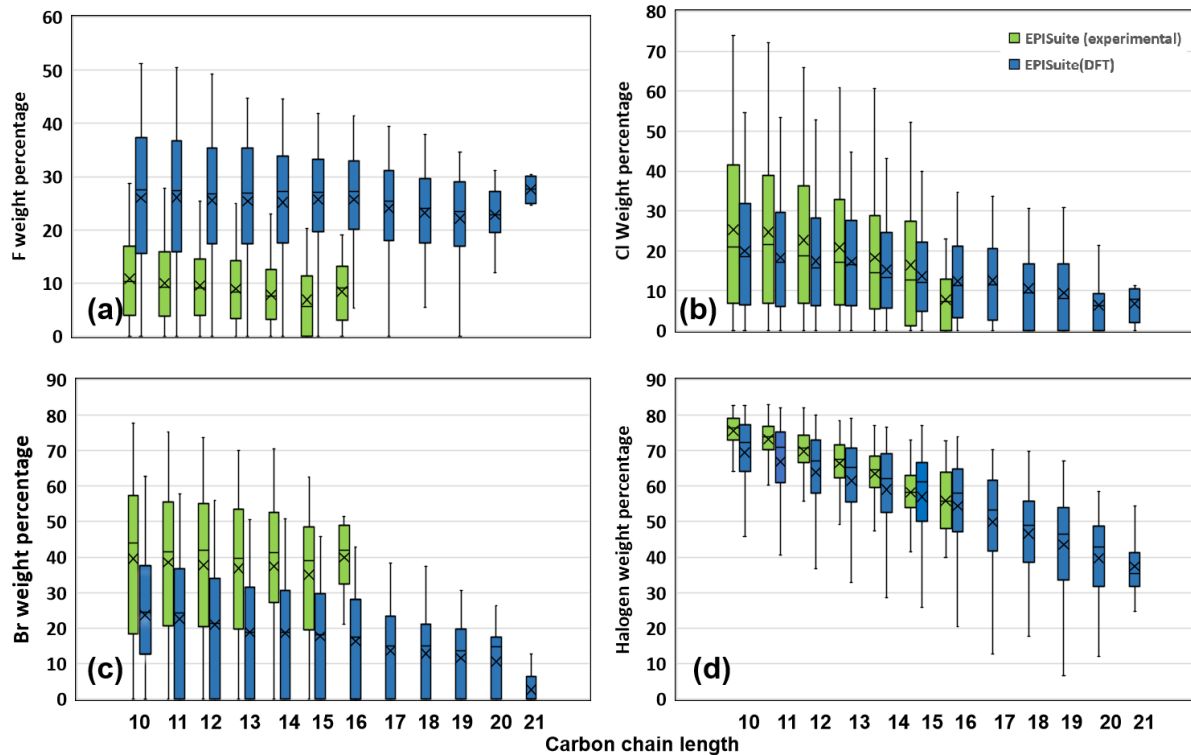 60
50
40
30
20
10
0
F weight percentage
(a)
80
70
60
50
40
30
20
10
0
Cl Weight percentage
EPISuite (experimental)
EPISuite(DFT)
(b)
90
80
70
60
50
40
30
20
10
0
Br weight percentage
(c)
10 11 12 13 14 15 16 17 18 19 20 21
90
80
70
60
50
40
30
20
10
0
Halogen weight percentage
(d)
10 11 12 13 14 15 16 17 18 19 20 21
Carbon chain length